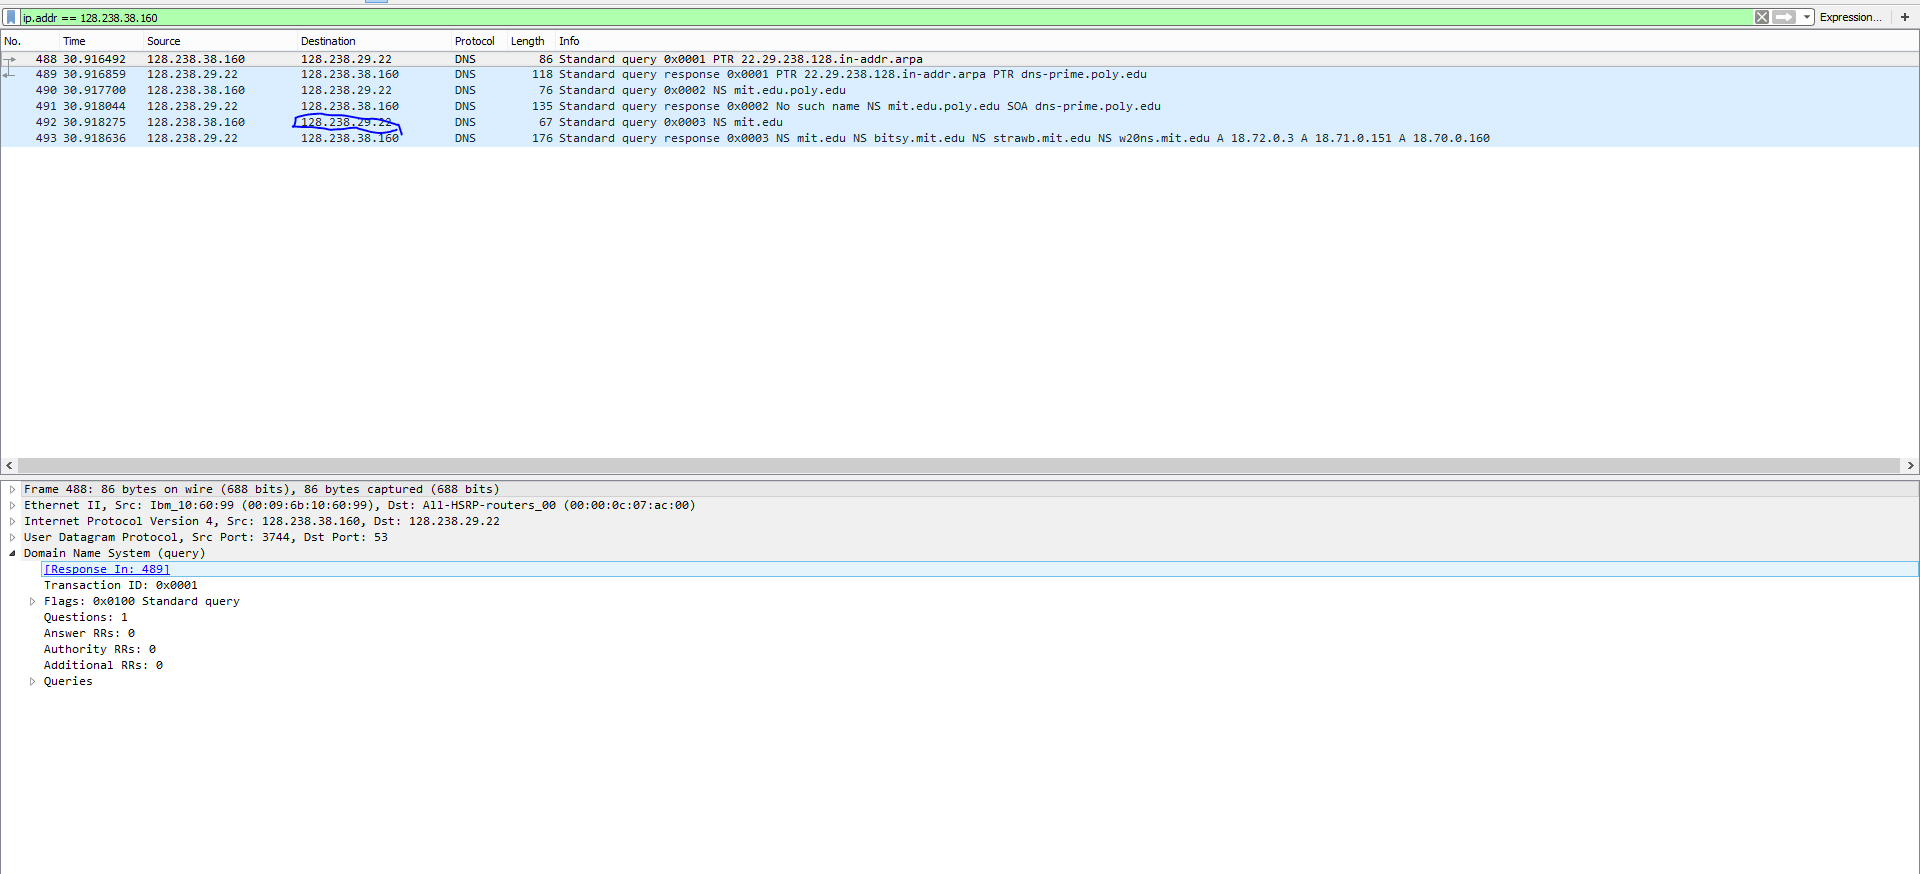 ip.addr == 128.238.38.160 Expression... +
No. Time Source Destination Protocol Length Info
488 30.916492 128.238.38.160 128.238.29.22 DNS 86 Standard query 0x0001 PTR 22.29.238.128.in-addr.arpa
489 30.916859 128.238.29.22 128.238.38.160 DNS 118 Standard query response 0x0001 PTR 22.29.238.128.in-addr.arpa PTR dns-prime.poly.edu
490 30.917700 128.238.38.160 128.238.29.22 DNS 76 Standard query 0x0002 NS mit.edu.poly.edu
491 30.918044 128.238.29.22 128.238.38.160 DNS 135 Standard query response 0x0002 No such name NS mit.edu.poly.edu SOA dns-prime.poly.edu
492 30.918275 128.238.38.160 128.238.29.22 DNS 67 Standard query 0x0003 NS mit.edu
493 30.918636 128.238.29.22 128.238.38.160 DNS 176 Standard query response 0x0003 NS mit.edu NS bitsy.mit.edu NS strawb.mit.edu NS w20ns.mit.edu A 18.72.0.3 A 18.71.0.151 A 18.70.0.160
Frame 488: 86 bytes on wire (688 bits), 86 bytes captured (688 bits)
Ethernet II, Src: Ibm_10:60:99 (00:09:6b:10:60:99), Dst: All-HSRP-routers_00 (00:00:0c:07:ac:00)
Internet Protocol Version 4, Src: 128.238.38.160, Dst: 128.238.29.22
User Datagram Protocol, Src Port: 3744, Dst Port: 53
Domain Name System (query)
[Response In: 489]
Transaction ID: 0x0001
Flags: 0x0100 Standard query
Questions: 1
Answer RRs: 0
Authority RRs: 0
Additional RRs: 0
Queries